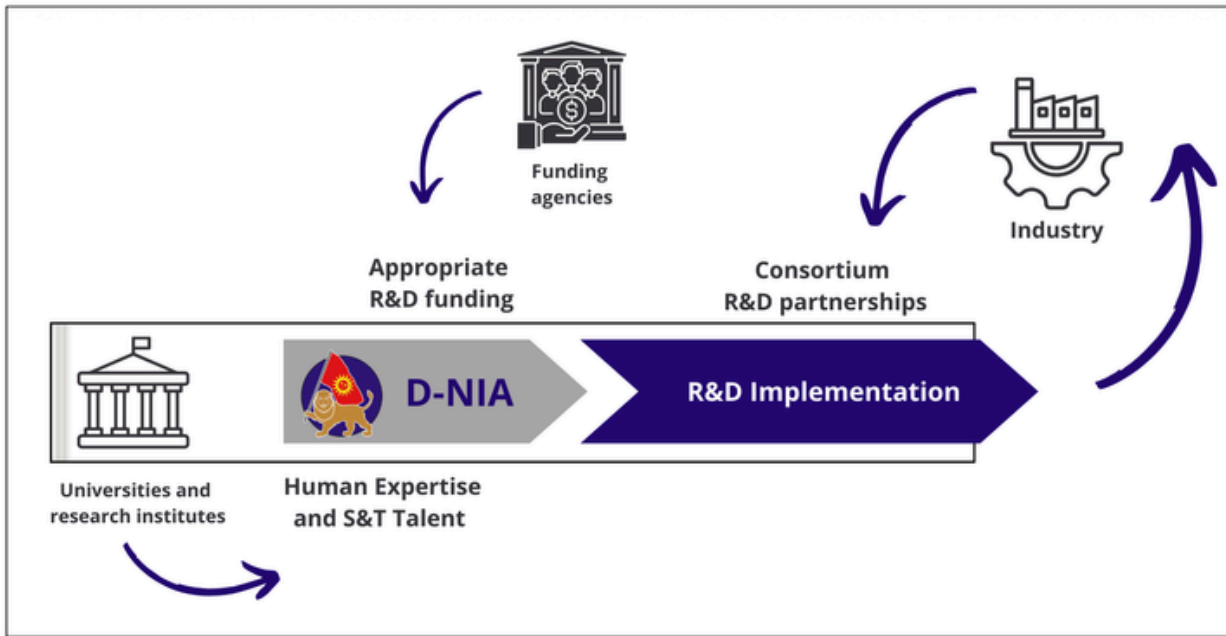 Funding
agencies
Industry
Appropriate
R&D funding
Consortium
R&D partnerships
D-NIA
R&D Implementation
Universities and
research institutes
Human Expertise
and S&T Talent